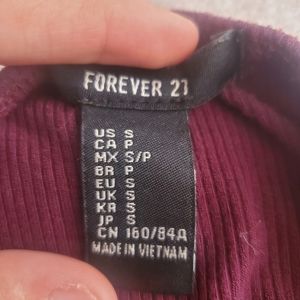 FOREVER 21
US S
CA P
MX S/P
BR P
EU S
UK S
KR S
JP S
CN 160/84A
MADE IN VIETNAM